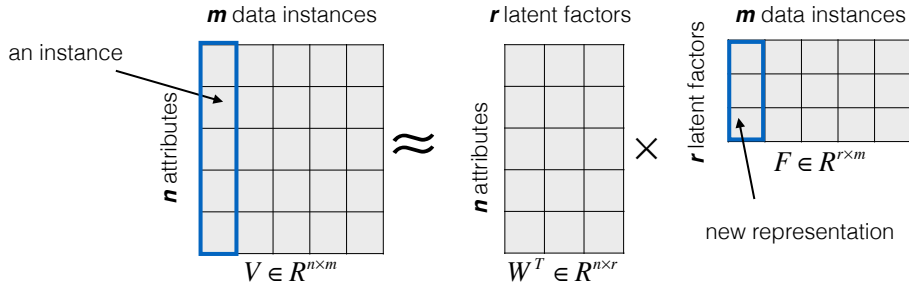 m data instances
r latent factors
m data instances
an instance
n attributes
≈
n attributes
×
r latent factors
F ∈ R^{r×m}
new representation
V ∈ R^{n×m}
W^T ∈ R^{n×r}